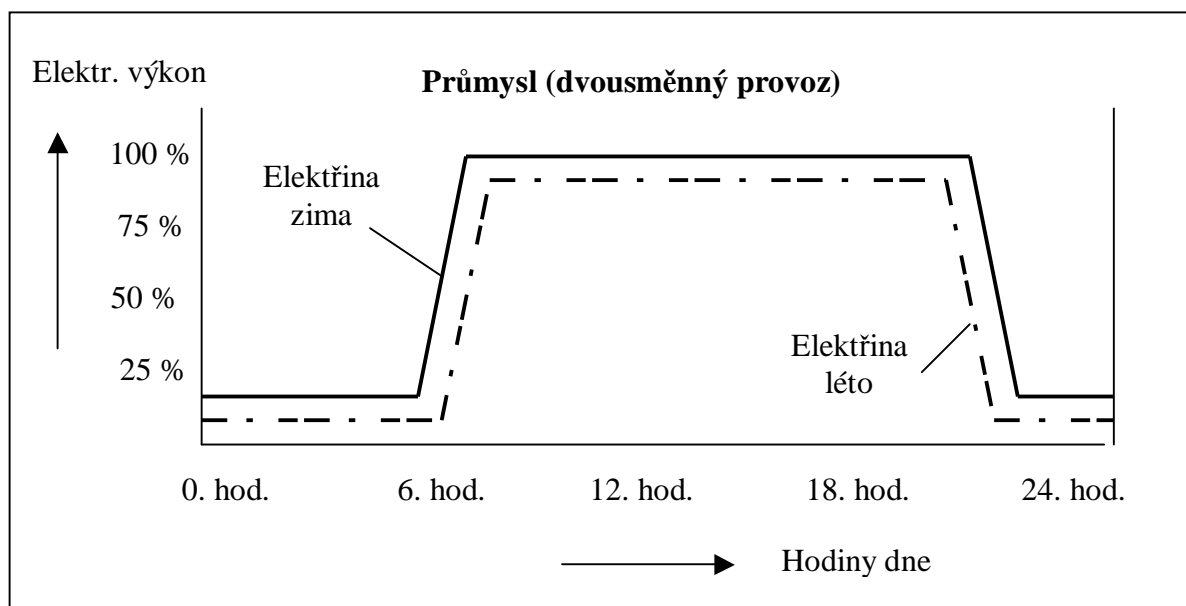 Průmysl (dvousměnný provoz)
Elektr. výkon
100 %
75 %
50 %
25 %
Elektřina
zima
Elektřina
léto
0. hod.
6. hod.
12. hod.
18. hod.
24. hod.
Hodiny dne